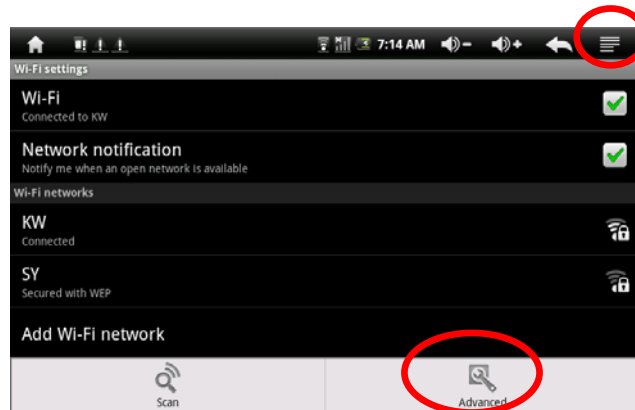 7:14 AM
Wi-Fi settings
Wi-Fi
Connected to KW
Network notification
Notify me when an open network is available
Wi-Fi networks
KW
Connected
SY
Secured with WEP
Add Wi-Fi network
Scan
Advanced